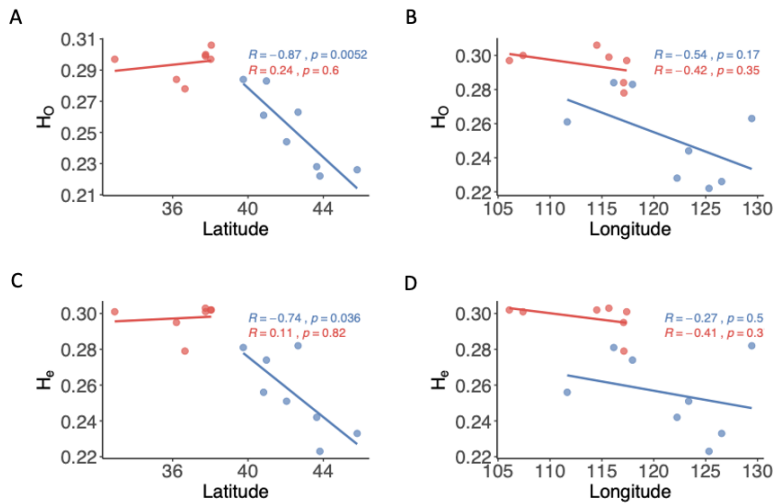 A
0.31
0.29
0.27
0.25
0.23
0.21
HO
R = −0.87 , p = 0.0052
R = 0.24 , p = 0.6
36
40
44
Latitude
B
0.30
0.28
0.26
0.24
0.22
HO
R = −0.54 , p = 0.17
R = −0.42 , p = 0.35
105
110
115
120
125
130
Longitude
C
0.30
0.28
0.26
0.24
0.22
He
R = −0.74 , p = 0.036
R = 0.11 , p = 0.82
36
40
44
Latitude
D
0.30
0.28
0.26
0.24
0.22
He
R = −0.27 , p = 0.5
R = −0.41 , p = 0.3
105
110
115
120
125
130
Longitude